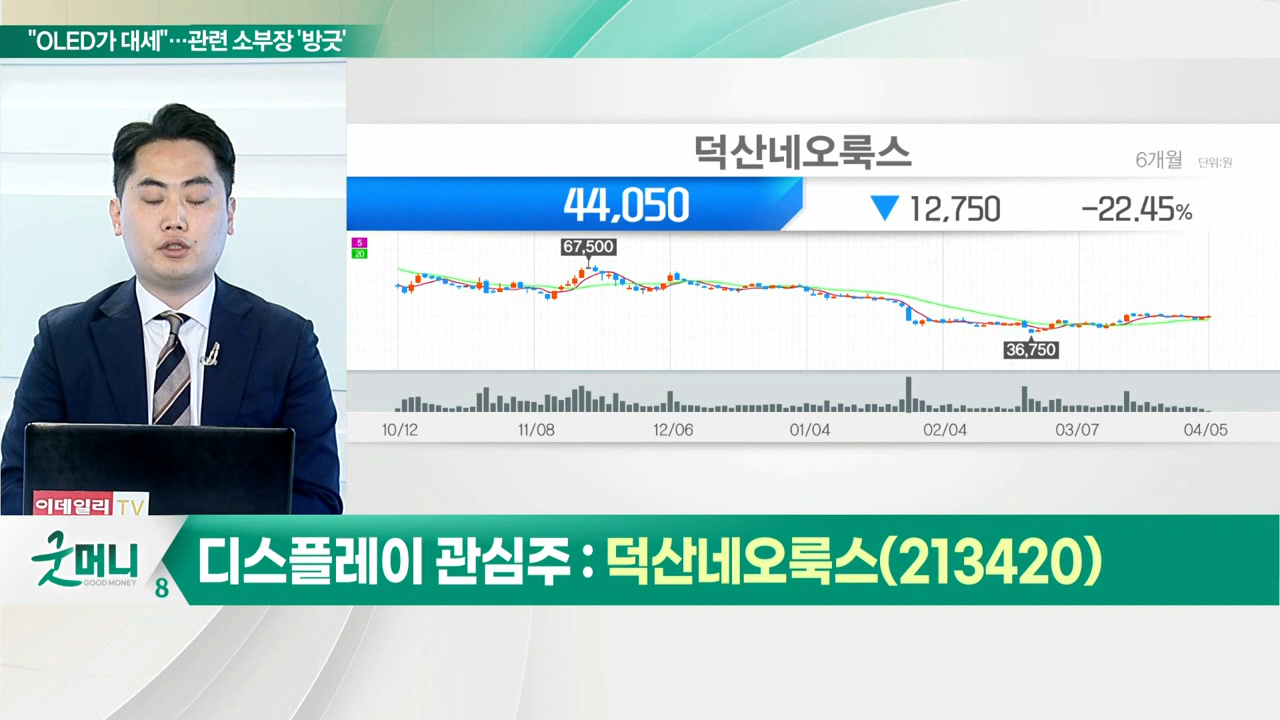 "OLED가 대세"…관련 소부장 '방긋'
덕산네오룩스
6개월 단위:원
44,050 ▼ 12,750 -22.45%
5
20
67,500
36,750
10/12 11/08 12/06 01/04 02/04 03/07 04/05
이데일리 TV
굿머니
GOOD MONEY
8
디스플레이 관심주 : 덕산네오룩스(213420)